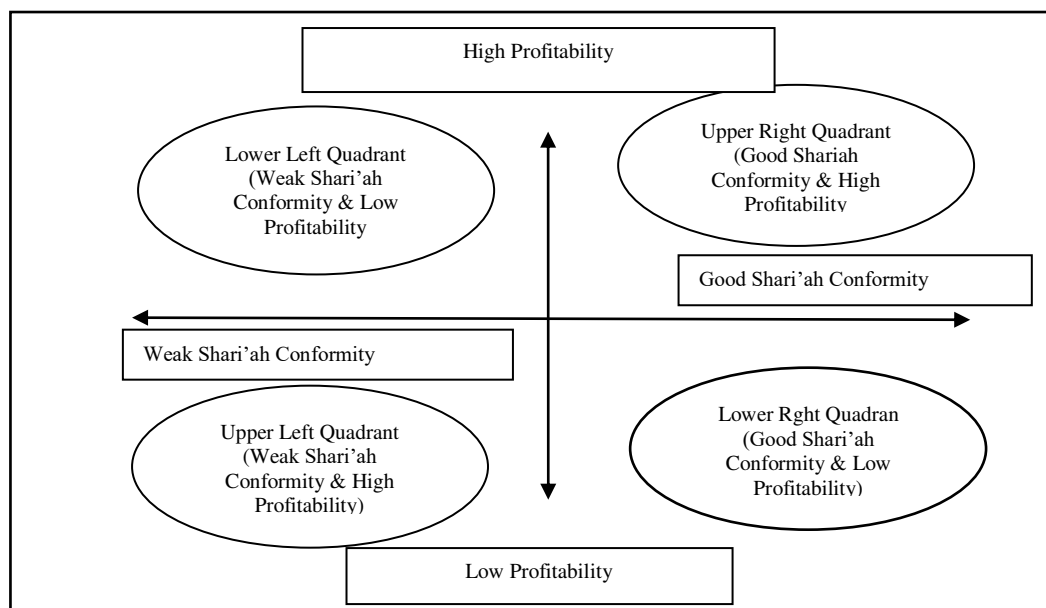 High Profitability
Lower Left Quadrant
(Weak Shari’ah
Conformity & Low
Profitability
Upper Right Quadrant
(Good Shariah
Conformity & High
Profitability
Good Shari’ah Conformity
Weak Shari’ah Conformity
Upper Left Quadrant
(Weak Shari’ah
Conformity & High
Profitability)
Lower Rght Quadran
(Good Shari’ah
Conformity & Low
Profitability)
Low Profitability